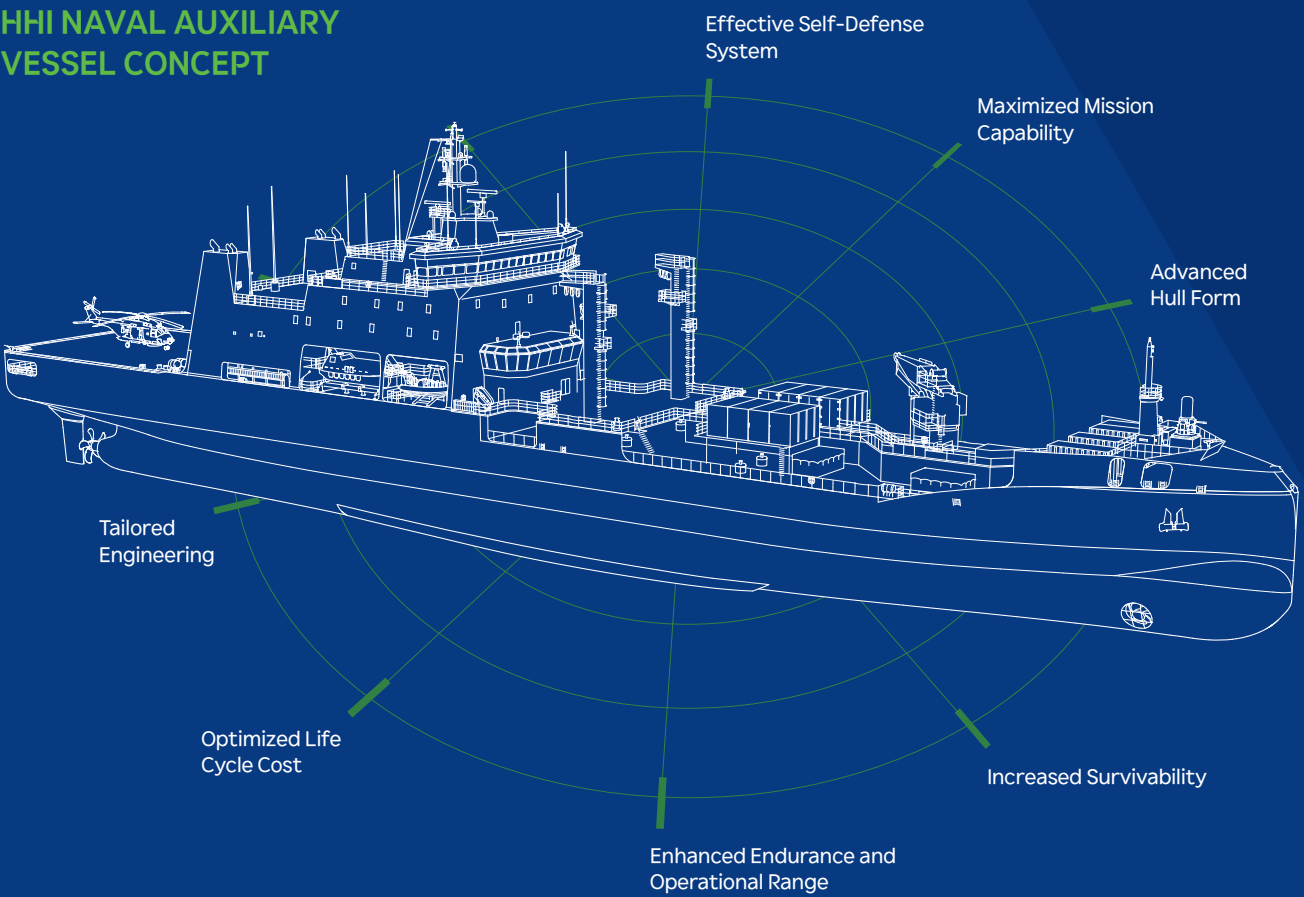 HHI NAVAL AUXILIARY
VESSEL CONCEPT
Effective Self-Defense
System
Maximized Mission
Capability
Advanced
Hull Form
Tailored
Engineering
Optimized Life
Cycle Cost
Increased Survivability
Enhanced Endurance and
Operational Range